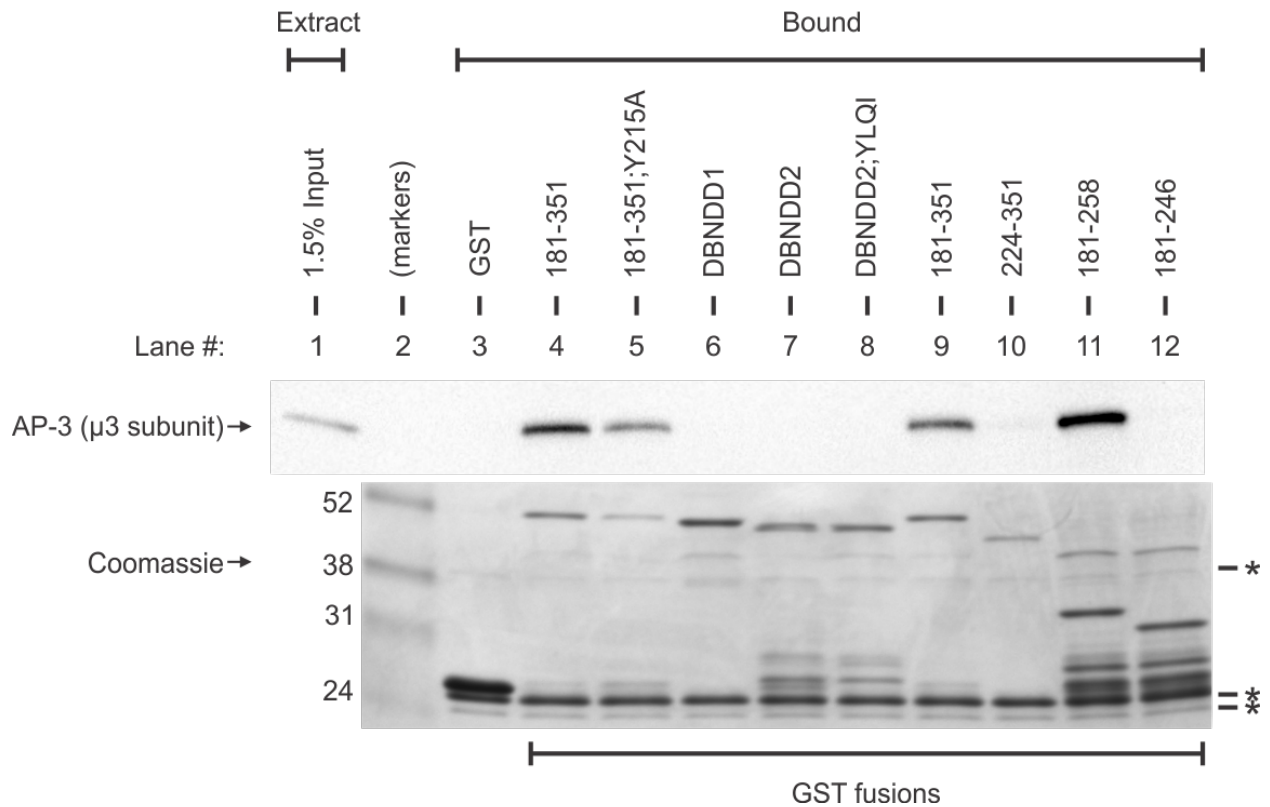 Extract
Bound
1.5% Input
(markers)
GST
181-351
181-351;Y215A
DBNDD1
DBNDD2
DBNDD2;YLQI
181-351
224-351
181-258
181-246
Lane #: 1 2 3 4 5 6 7 8 9 10 11 12
AP-3 (µ3 subunit)→
52
Coomassie→ 38 *
31
24 *
*
GST fusions